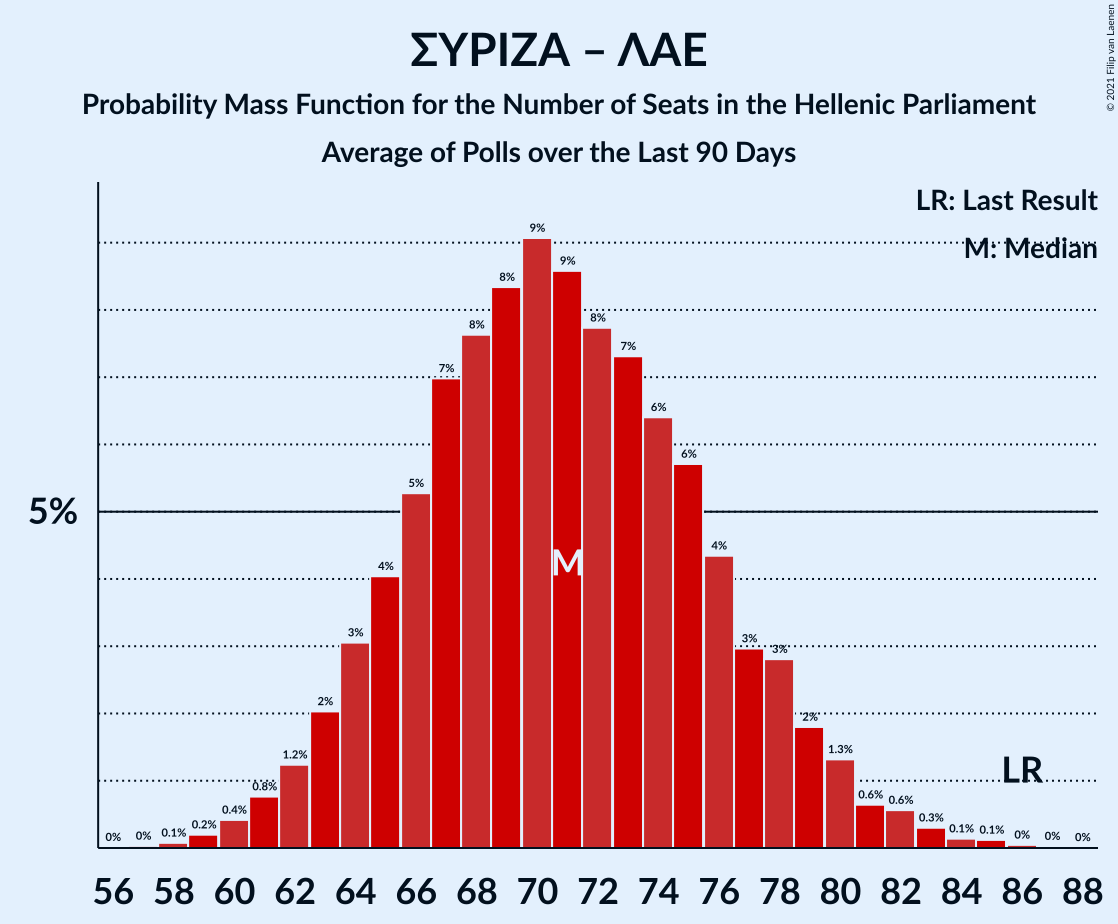 ΣΥΡΙΖΑ – ΛΑΕ
Probability Mass Function for the Number of Seats in the Hellenic Parliament
Average of Polls over the Last 90 Days
© 2021 Filip van Laenen
LR: Last Result
M: Median
5%
0% 0% 0.1% 0.2% 0.4% 0.8% 1.2% 2% 3% 4% 5% 7% 8% 8% 9% 9% 8% 7% 6% 6% 4% 3% 3% 2% 1.3% 0.6% 0.6% 0.3% 0.1% 0.1% 0% 0% 0%
M
LR
56 58 60 62 64 66 68 70 72 74 76 78 80 82 84 86 88